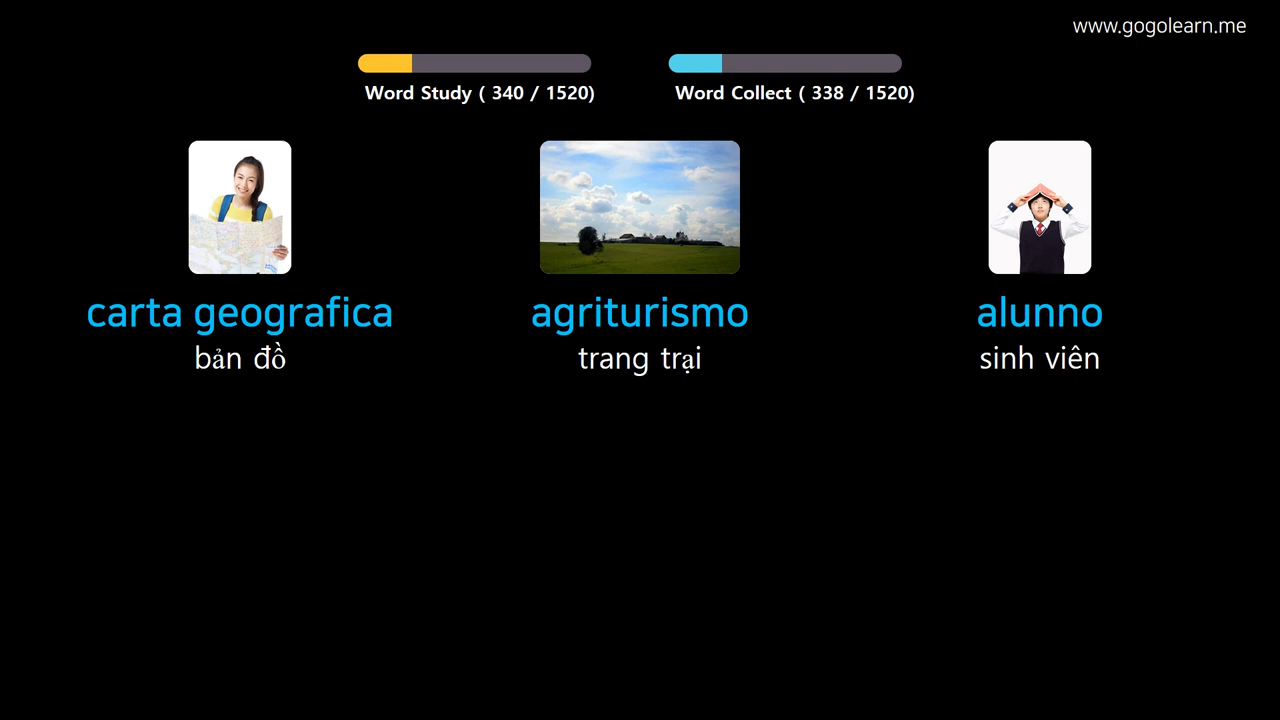 www.gogolearn.me
Word Study ( 340 / 1520)
Word Collect ( 338 / 1520)
carta geografica
bản đồ
agriturismo
trang trại
alunno
sinh viên